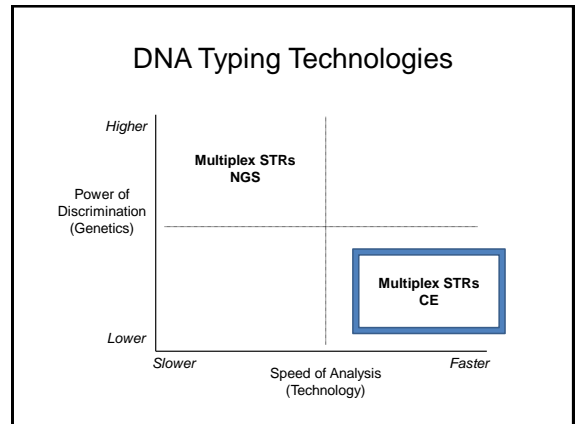 DNA Typing Technologies
Higher
Multiplex STRs
NGS
Power of
Discrimination
(Genetics)
Multiplex STRs
CE
Lower
Slower
Speed of Analysis
(Technology)
Faster